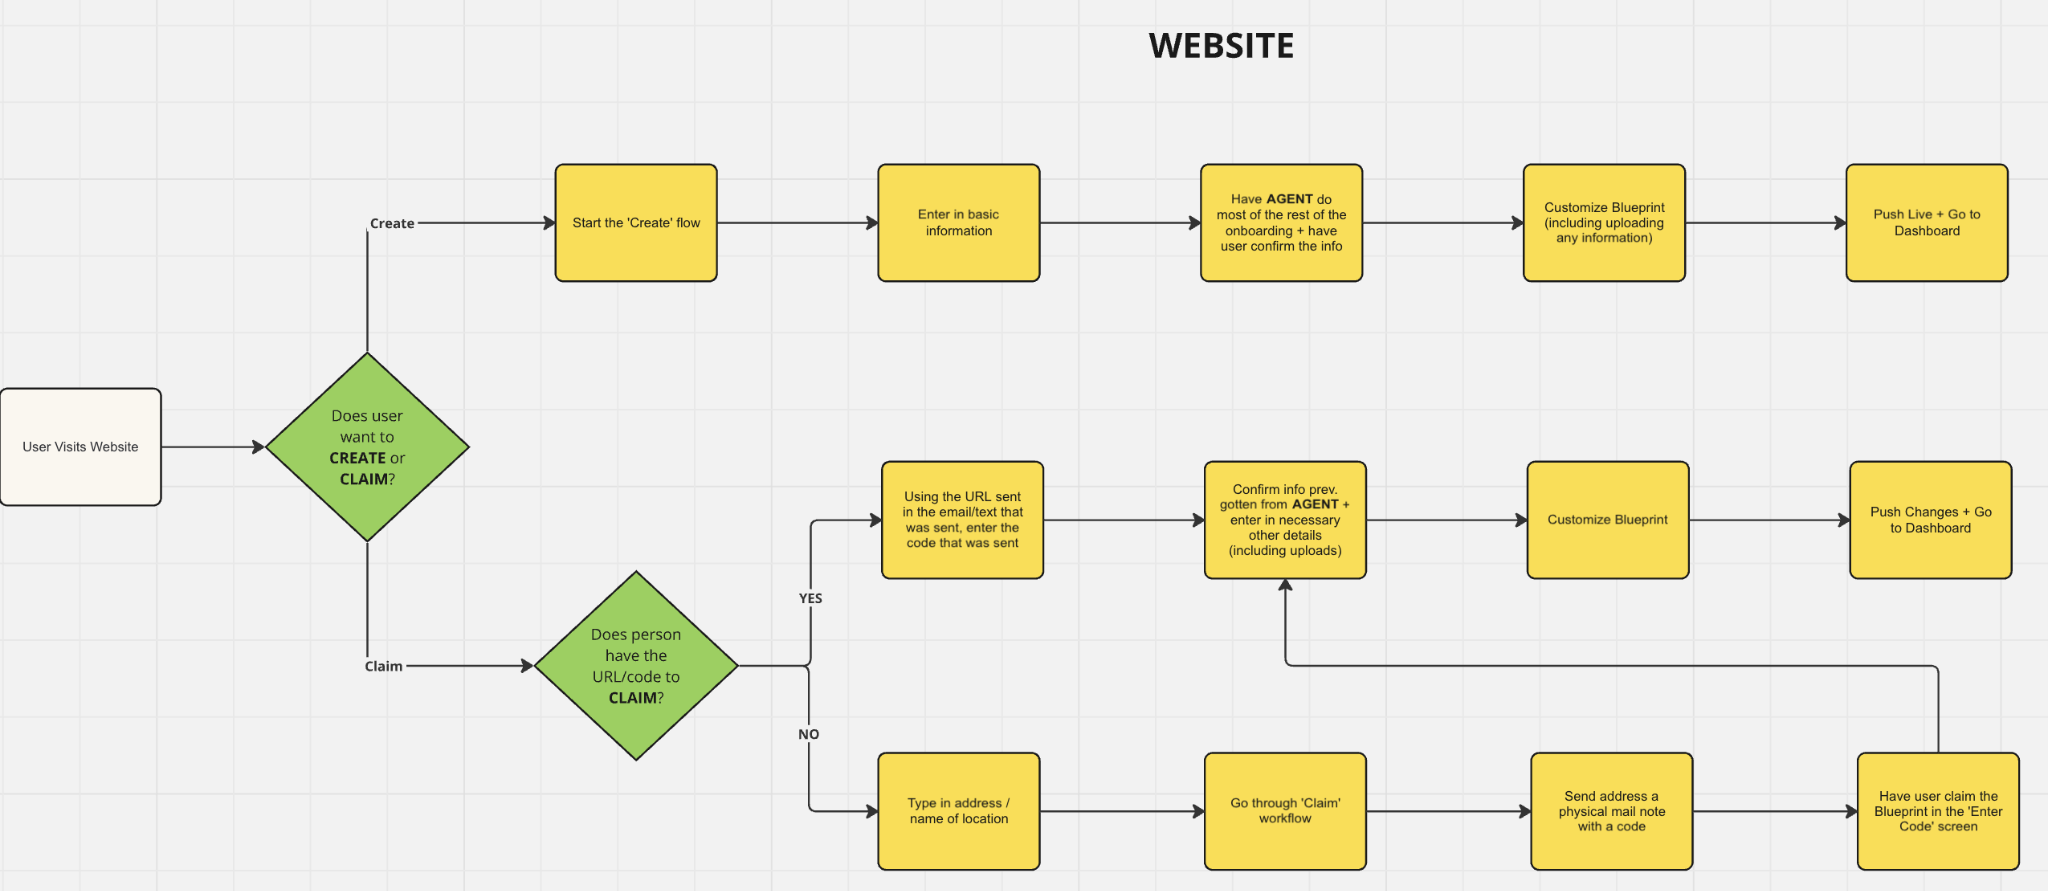 WEBSITE
Create
Start the 'Create' flow
Enter in basic
information
Have AGENT do
most of the rest of the
onboarding + have
user confirm the info
Customize Blueprint
(including uploading
any information)
Push Live + Go to
Dashboard
User Visits Website
Does user
want to
CREATE or
CLAIM?
Claim
Does person
have the
URL/code to
CLAIM?
YES
Using the URL sent
in the email/text that
was sent, enter the
code that was sent
Confirm info prev.
gotten from AGENT +
enter in necessary
other details
(including uploads)
Customize Blueprint
Push Changes + Go
to Dashboard
NO
Type in address /
name of location
Go through 'Claim'
workflow
Send address a
physical mail note
with a code
Have user claim the
Blueprint in the 'Enter
Code' screen